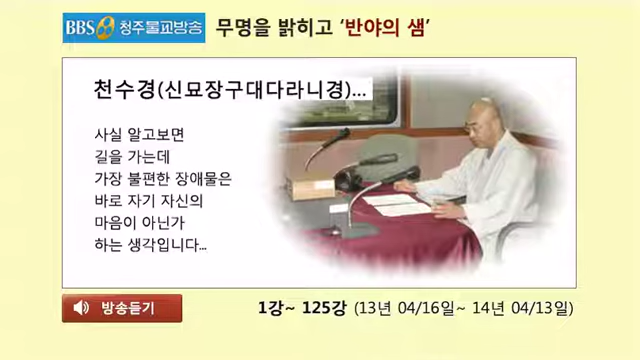 BBS 청주불교방송 무명을 밝히고 ‘반야의 샘’
천수경(신묘장구대다라니경)...
사실 알고보면
길을 가는데
가장 불편한 장애물은
바로 자기 자신의
마음이 아닌가
하는 생각입니다...
방송듣기 1강~ 125강 (13년 04/16일~ 14년 04/13일)